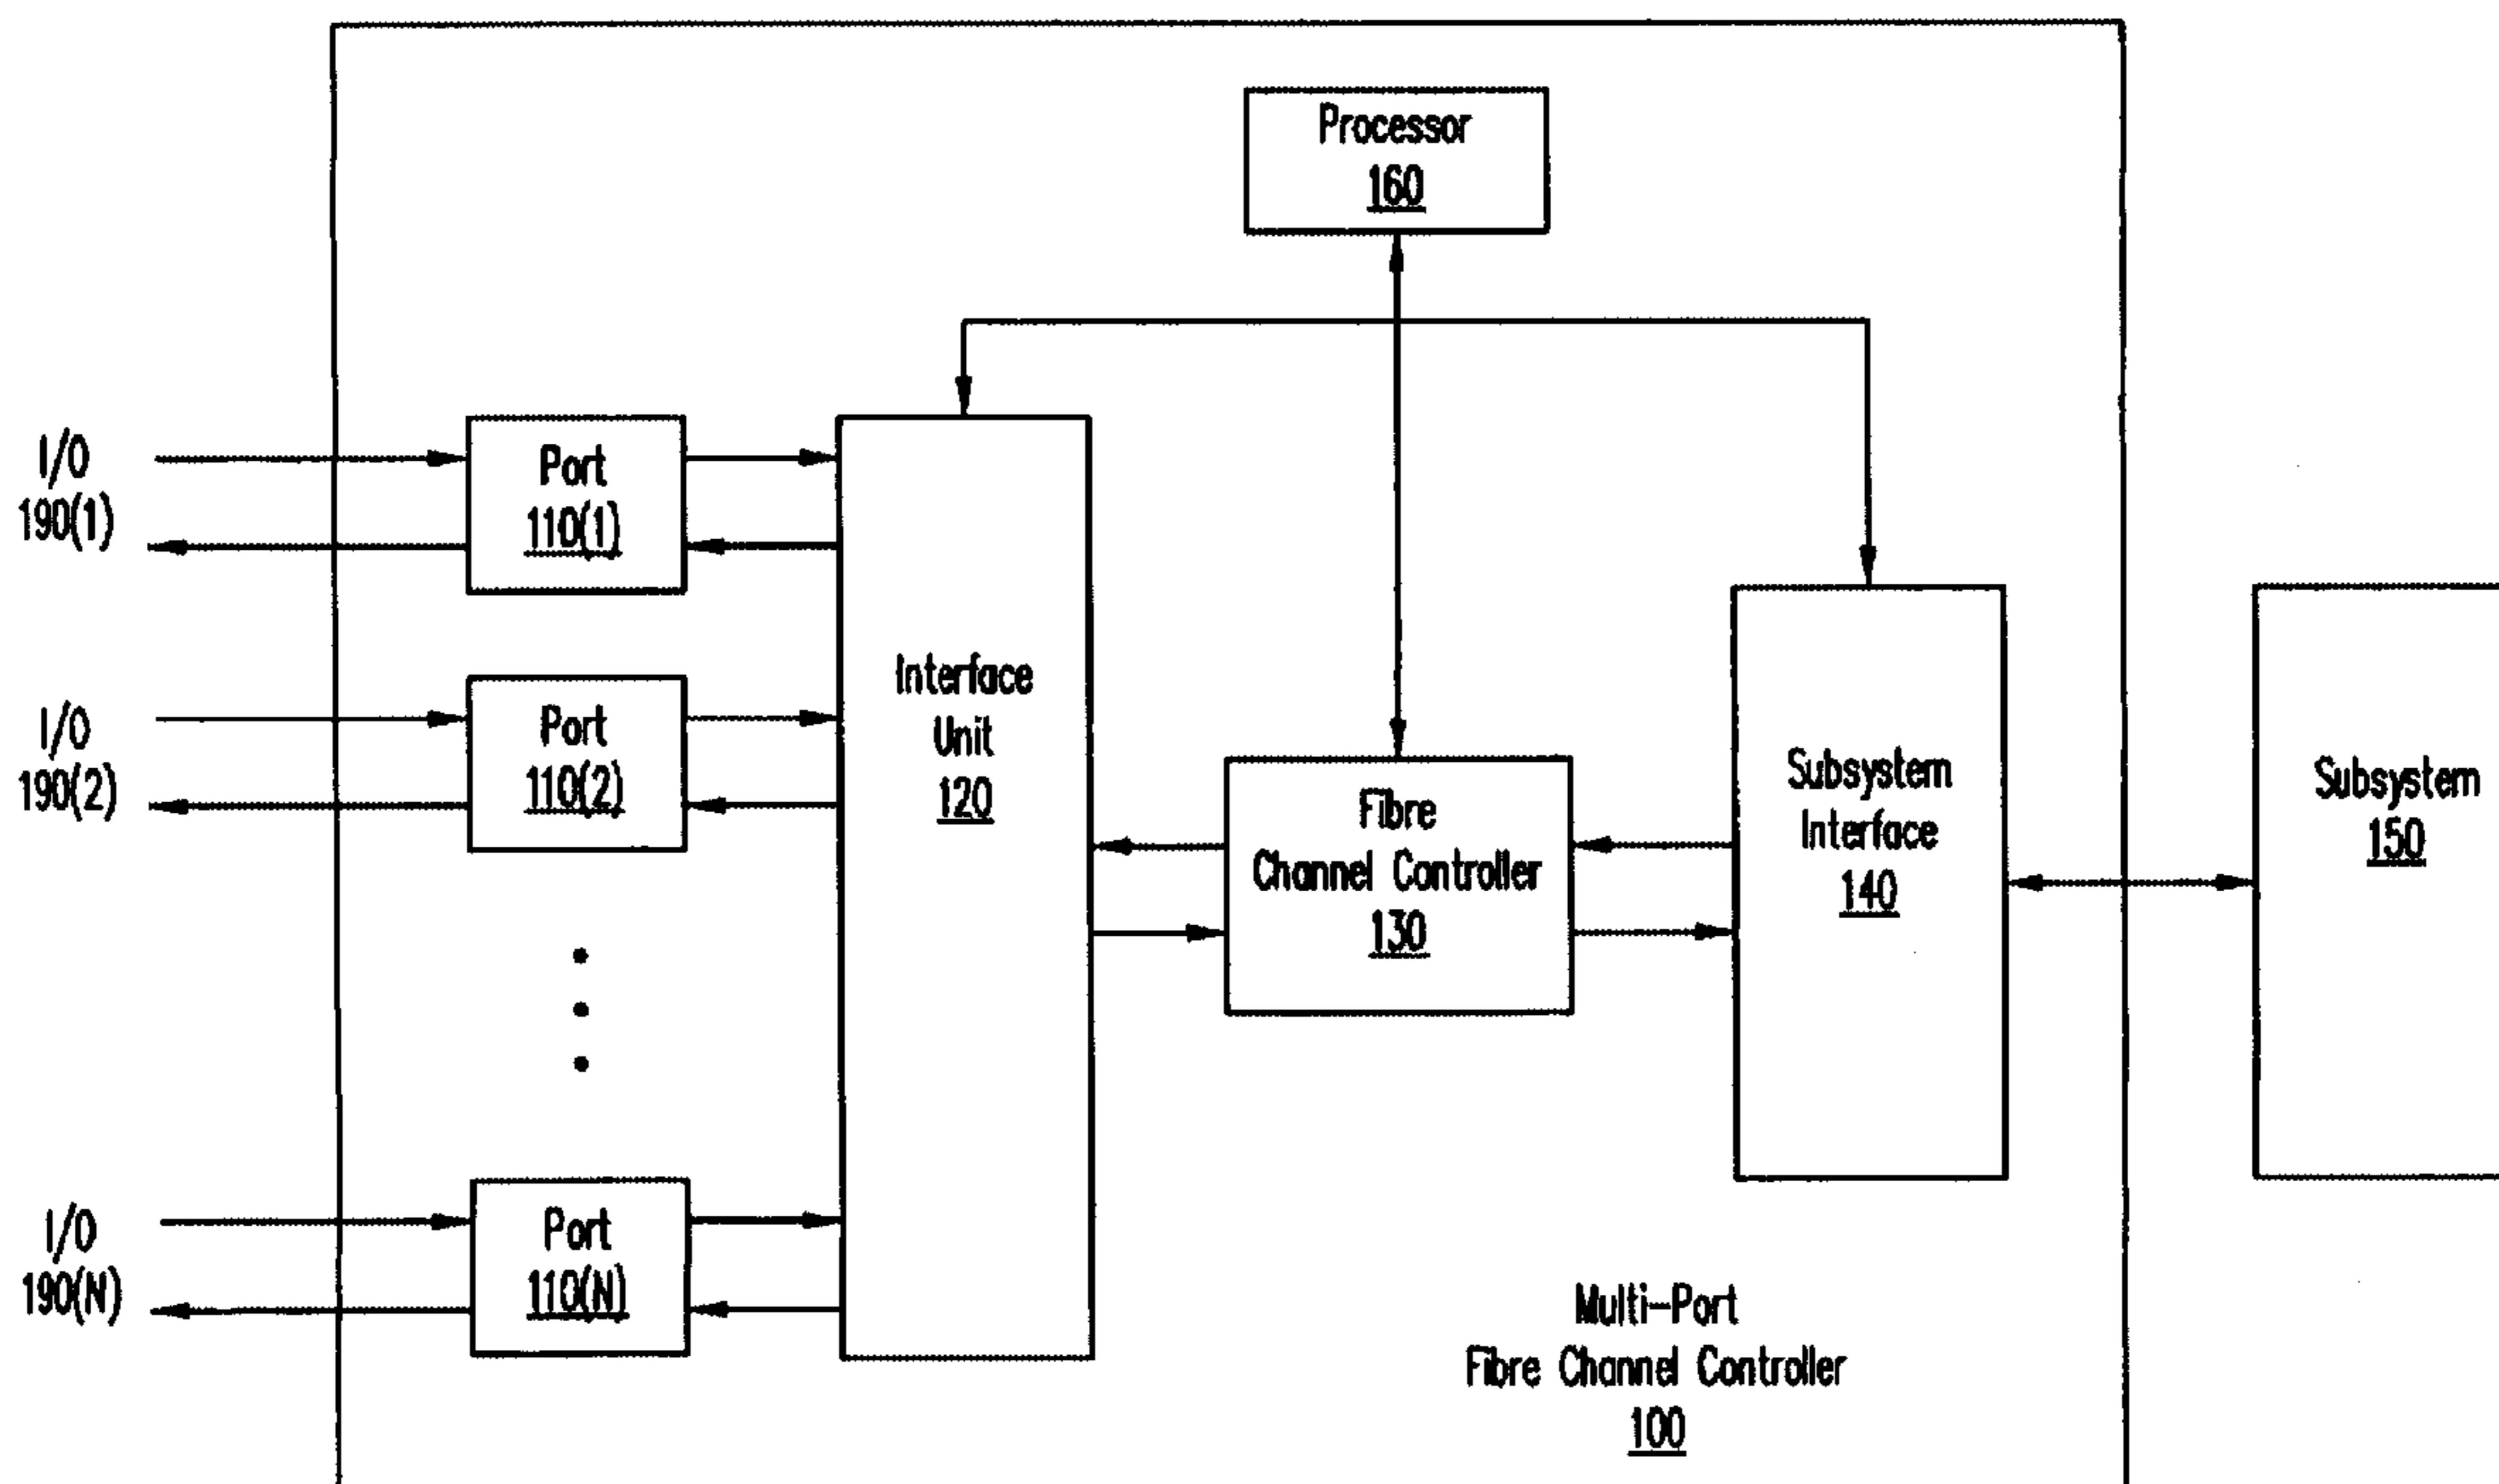 Processor
160
I/O
190(1)
Port
110(1)
I/O
190(2)
Port
110(2)
Interface
Unit
120
Fibre
Channel Controller
130
Subsystem
Interface
140
Subsystem
150
I/O
190(N)
Port
110(N)
Multi-Port
Fibre Channel Controller
100